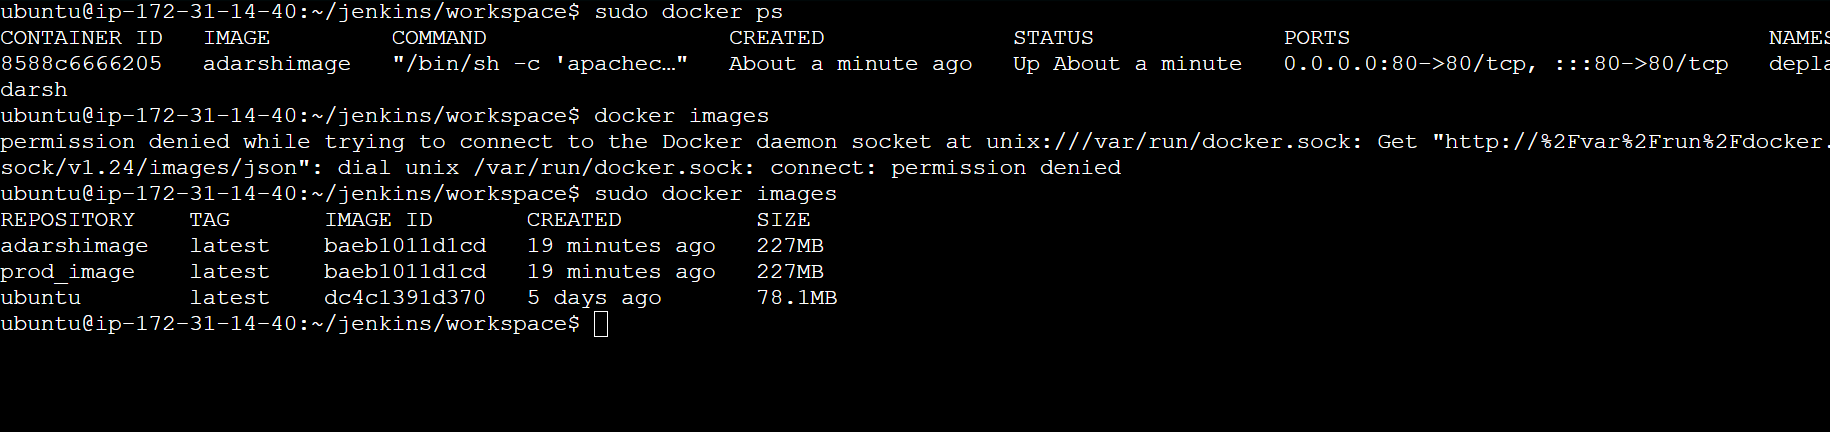 ubuntu@ip-172-31-14-40:~/jenkins/workspace$ sudo docker ps
CONTAINER ID   IMAGE         COMMAND                  CREATED              STATUS              PORTS                               NAMES
8588c6666205   adarshimage   "/bin/sh -c 'apachec…"   About a minute ago   Up About a minute   0.0.0.0:80->80/tcp, :::80->80/tcp   depla
darsh
ubuntu@ip-172-31-14-40:~/jenkins/workspace$ docker images
permission denied while trying to connect to the Docker daemon socket at unix:///var/run/docker.sock: Get "http://%2Fvar%2Frun%2Fdocker.
sock/v1.24/images/json": dial unix /var/run/docker.sock: connect: permission denied
ubuntu@ip-172-31-14-40:~/jenkins/workspace$ sudo docker images
REPOSITORY    TAG       IMAGE ID       CREATED          SIZE
adarshimage   latest    baeb1011d1cd   19 minutes ago   227MB
prod_image    latest    baeb1011d1cd   19 minutes ago   227MB
ubuntu        latest    dc4c1391d370   5 days ago       78.1MB
ubuntu@ip-172-31-14-40:~/jenkins/workspace$